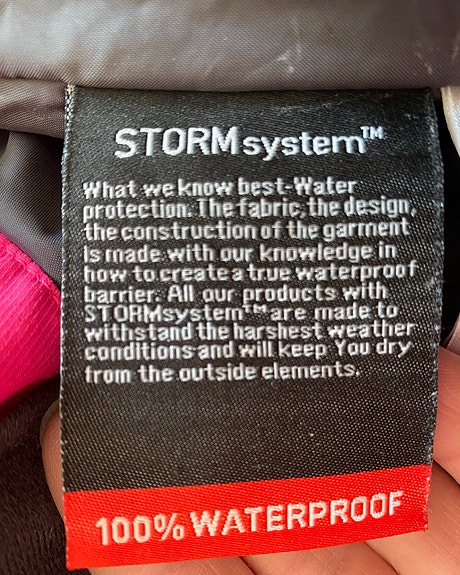 STORMsystem™
What we know best-Water
protection. The fabric, the design,
the construction of the garment
is made with our knowledge in
how to create a true waterproof
barrier. All our products with
STORMsystem™ are made to
withstand the harshest weather
conditions and will keep You dry
from the outside elements.
100% WATERPROOF